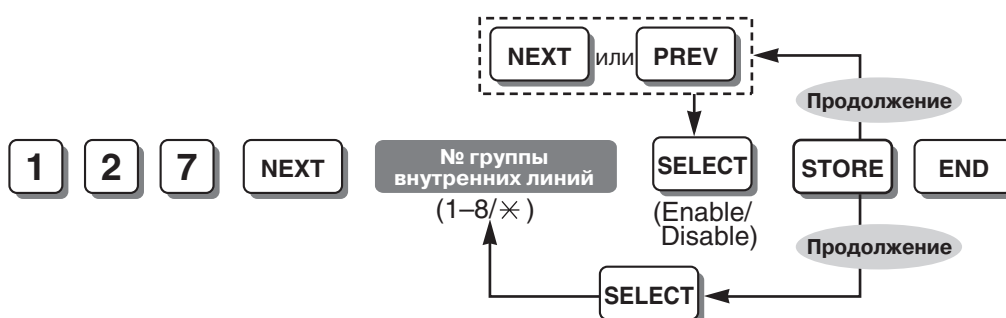 NEXT или PREV
Продолжение
1 2 7 NEXT № группы внутренних линий SELECT STORE END
(1–8/✳)
(Enable/
Disable)
Продолжение
SELECT